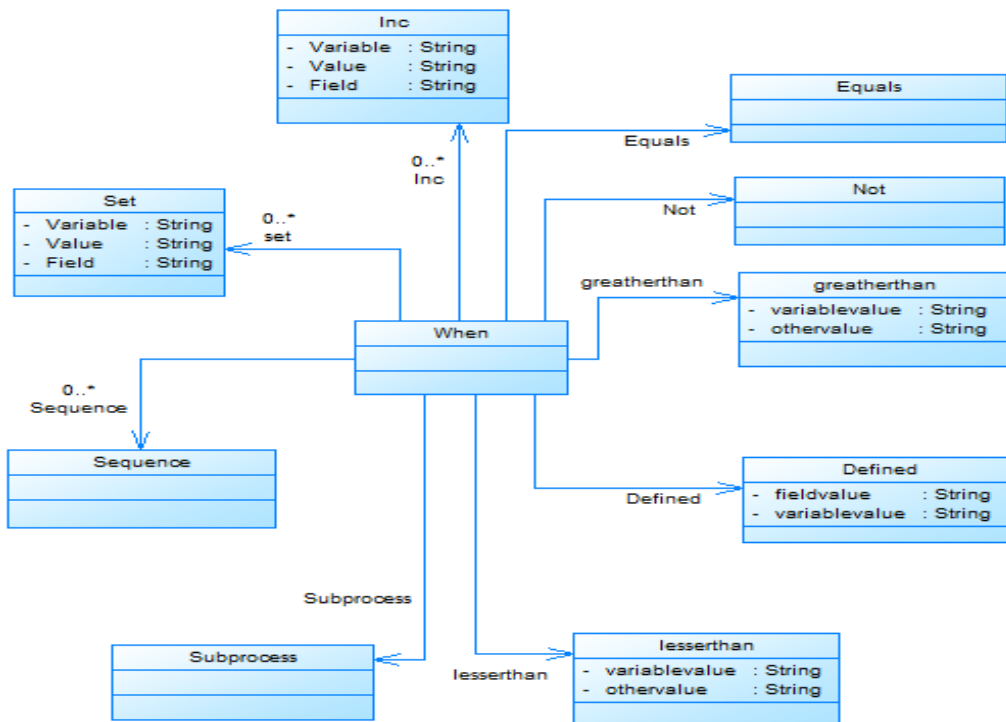 Inc
- Variable : String
- Value : String
- Field : String
Equals
Equals
0..*
Inc
Not
Not
Set
- Variable : String
- Value : String
- Field : String
0..*
set
greatherthan
greatherthan
- variablevalue : String
- othervalue : String
When
0..*
Sequence
Sequence
Defined
Defined
- fieldvalue : String
- variablevalue : String
Subprocess
Subprocess
lesserthan
lesserthan
- variablevalue : String
- othervalue : String